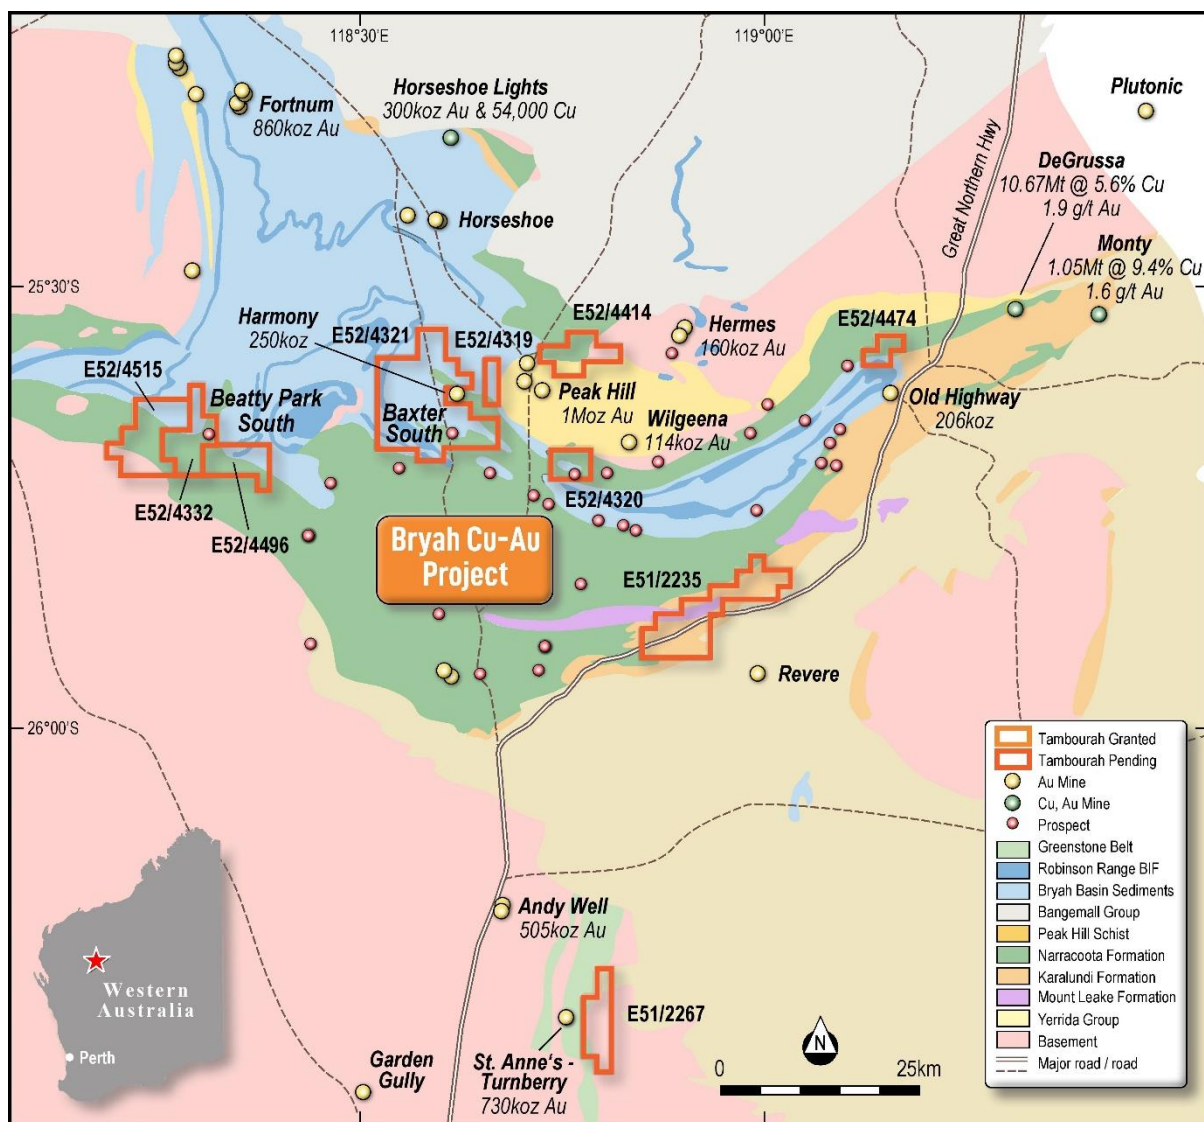 118°30'E
119°00'E
Fortnum
860koz Au
Horseshoe Lights
300koz Au & 54,000 Cu
Plutonic
Great Northern Hwy
DeGrussa
10.67Mt @ 5.6% Cu
1.9 g/t Au
Horseshoe
Monty
1.05Mt @ 9.4% Cu
1.6 g/t Au
25°30'S
Harmony
250koz
E52/4321
E52/4319
E52/4414
Hermes
160koz Au
E52/4474
E52/4515
Beatty Park
South
Baxter
South
Peak Hill
1Moz Au
Wilgeena
114koz Au
Old Highway
206koz
E52/4332
E52/4496
E52/4320
Bryah Cu-Au
Project
E51/2235
Revere
26°00'S
Tambourah Granted
Tambourah Pending
Au Mine
Cu, Au Mine
Prospect
Greenstone Belt
Robinson Range BIF
Bryah Basin Sediments
Bangemall Group
Peak Hill Schist
Narracoota Formation
Karalundi Formation
Mount Leake Formation
Yerrida Group
Basement
Major road / road
Andy Well
505koz Au
E51/2267
St. Anne's -
Turnberry
730koz Au
Garden
Gully
Western
Australia
Perth
N
0
25km